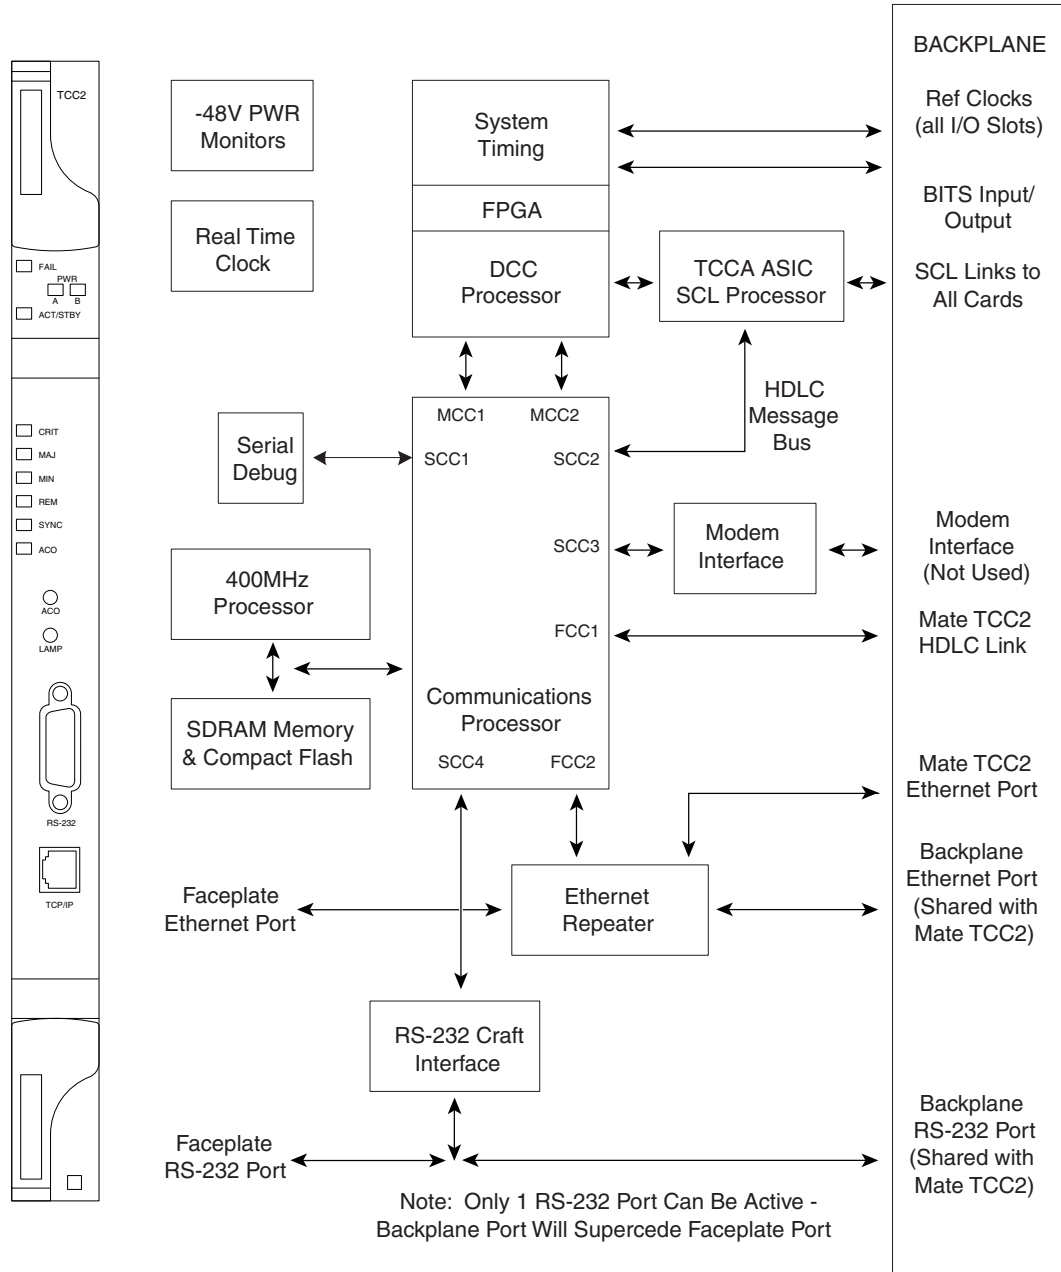 TCC2
FAIL
PWR
A B
ACT/STBY
CRIT
MAJ
MIN
REM
SYNC
ACO
ACO
LAMP
RS-232
TCP/IP
-48V PWR
Monitors
Real Time
Clock
System
Timing
FPGA
DCC
Processor
TCCA ASIC
SCL Processor
HDLC
Message
Bus
MCC1
MCC2
SCC1
SCC2
Serial
Debug
SCC3
Modem
Interface
400MHz
Processor
FCC1
SDRAM Memory
& Compact Flash
Communications
Processor
SCC4
FCC2
Faceplate
Ethernet Port
Ethernet
Repeater
RS-232 Craft
Interface
Faceplate
RS-232 Port
Note: Only 1 RS-232 Port Can Be Active -
Backplane Port Will Supercede Faceplate Port
BACKPLANE
Ref Clocks
(all I/O Slots)
BITS Input/
Output
SCL Links to
All Cards
Modem
Interface
(Not Used)
Mate TCC2
HDLC Link
Mate TCC2
Ethernet Port
Backplane
Ethernet Port
(Shared with
Mate TCC2)
Backplane
RS-232 Port
(Shared with
Mate TCC2)